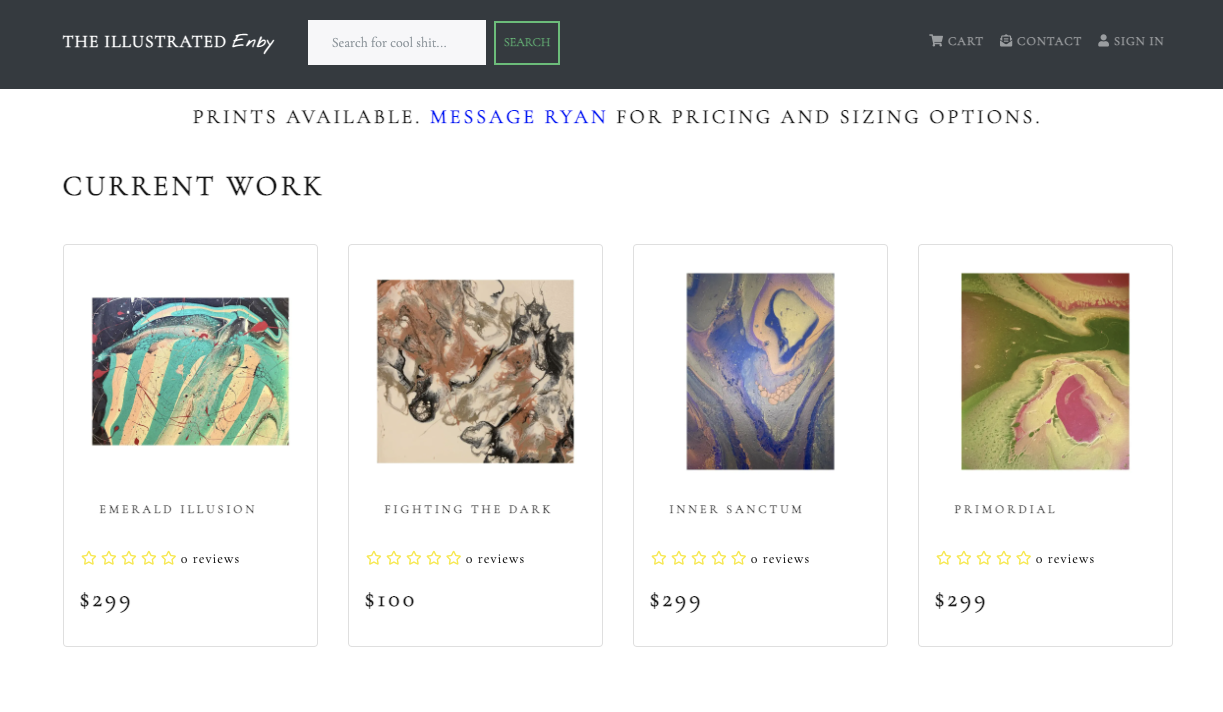 THE ILLUSTRATED Enby
Search for cool shit...
SEARCH
CART
CONTACT
SIGN IN
PRINTS AVAILABLE. MESSAGE RYAN FOR PRICING AND SIZING OPTIONS.
CURRENT WORK
EMERALD ILLUSION
0 reviews
$299
FIGHTING THE DARK
0 reviews
$100
INNER SANCTUM
0 reviews
$299
PRIMORDIAL
0 reviews
$299